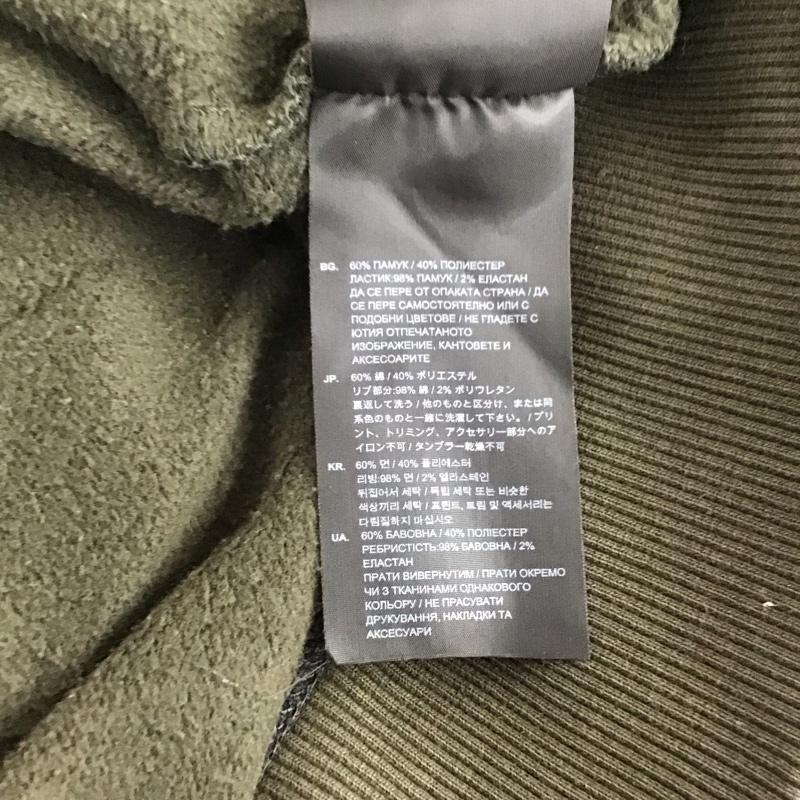 BG. 60% ПАМУК / 40% ПОЛИЕСТЕР
ЛАСТИК:98% ПАМУК / 2% ЕЛАСТАН
ДА СЕ ПЕРЕ ОТ ОПАКАТА СТРАНА / ДА
СЕ ПЕРЕ САМОСТОЯТЕЛНО ИЛИ С
ПОДОБНИ ЦВЕТОВЕ / НЕ ГЛАДЕТЕ С
ЮТИЯ ОТПЕЧАТАНОТО
ИЗОБРАЖЕНИЕ, КАНТОВЕТЕ И
АКСЕСОАРИТЕ
JP. 60% 綿 / 40% ポリエステル
リブ部分:98% 綿 / 2% ポリウレタン
裏返して洗う / 他のものと区分け、または同
系色のものと一緒に洗濯して下さい。 / プリ
ント、トリミング、アクセサリー部分へのア
イロン不可 / タンブラー乾燥不可
KR. 60% 면 / 40% 폴리에스터
리빙:98% 면 / 2% 엘라스테인
뒤집어서 세탁 / 독립 세탁 또는 비슷한
색상끼리 세탁 / 프린트, 트림 및 액세서리는
다림질하지 마십시오
UA. 60% БАВОВНА / 40% ПОЛІЕСТЕР
РЕБРИСТІСТЬ:98% БАВОВНА / 2%
ЕЛАСТАН
ПРАТИ ВИВЕРНУТИМ / ПРАТИ ОКРЕМО
ЧИ З ТКАНИНАМИ ОДНАКОВОГО
КОЛЬОРУ / НЕ ПРАСУВАТИ
ДРУКУВАННЯ, НАКЛАДКИ ТА
АКСЕСУАРИ